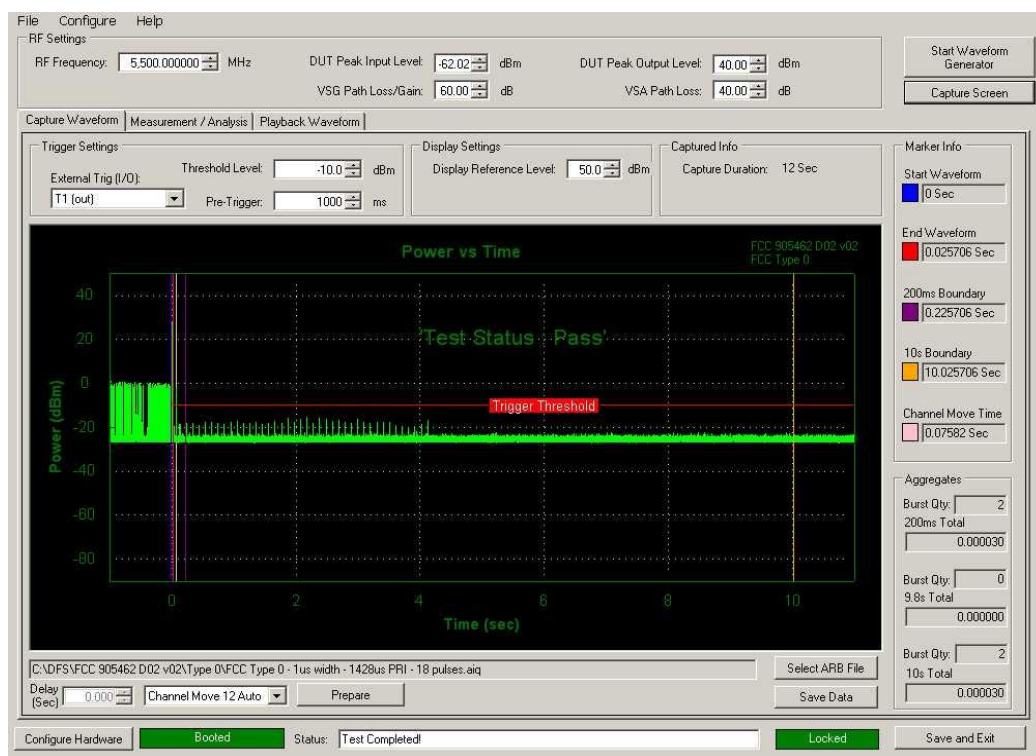 File Configure Help
RF Settings
RF Frequency: 5,500.000000 MHz
DUT Peak Input Level: -62.02 dBm
DUT Peak Output Level: 40.00 dBm
VSG Path Loss/Gain: 60.00 dB
VSA Path Loss: 40.00 dB
Start Waveform
Generator
Capture Screen
Capture Waveform Measurement / Analysis Playback Waveform
Trigger Settings
External Trig (I/O):
T1 (out)
Threshold Level: -10.0 dBm
Pre-Trigger: 1000 ms
Display Settings
Display Reference Level: 50.0 dBm
Captured Info
Capture Duration: 12 Sec
Power vs Time
FCC 905462 D02 v02
FCC Type 0
'Test Status : Pass'
Trigger Threshold
Power (dBm)
40
20
0
-20
-40
-60
-80
0 2 4 6 8 10
Time (sec)
Marker Info
Start Waveform
0 Sec
End Waveform
0.025706 Sec
200ms Boundary
0.225706 Sec
10s Boundary
10.025706 Sec
Channel Move Time
0.07582 Sec
Aggregates
Burst Qty: 2
200ms Total
0.000030
Burst Qty: 0
9.8s Total
0.000000
Burst Qty: 2
10s Total
0.000030
C:\DFS\FCC 905462 D02 v02\Type 0\FCC Type 0 - 1us width - 1428us PRI - 18 pulses.aiq
Select ARB File
Delay
(Sec) 0.000
Channel Move 12 Auto
Prepare
Save Data
Configure Hardware
Booted
Status: Test Completed!
Locked
Save and Exit